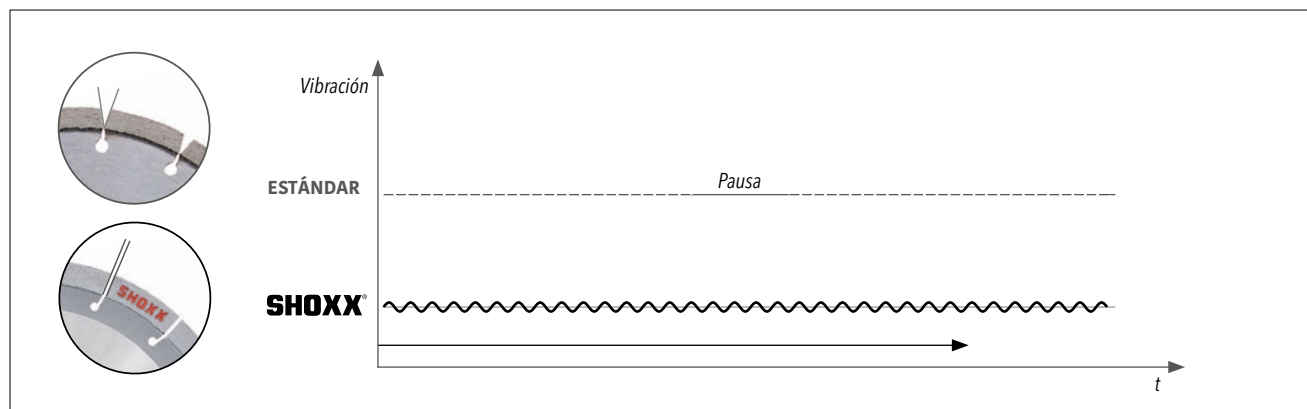 Vibración
ESTÁNDAR
Pausa
SHOXX
SHOXX®
t